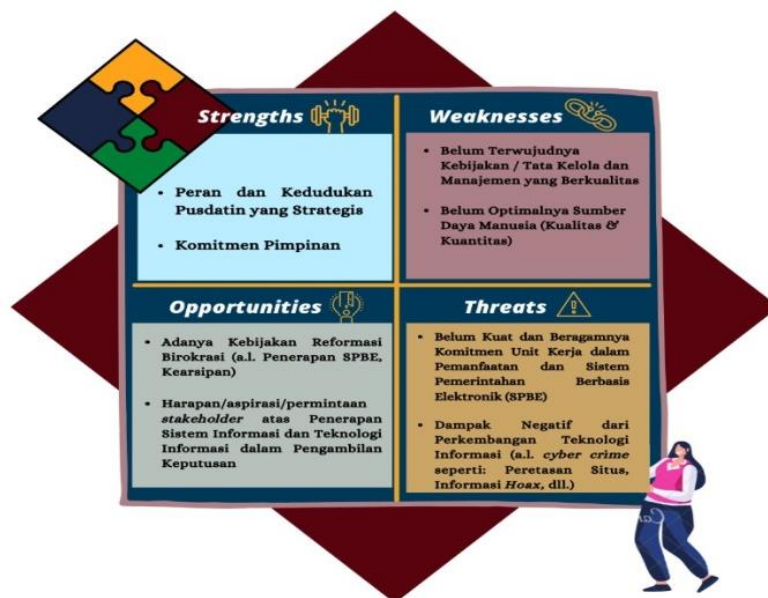 Strengths
• Peran dan Kedudukan
Pusdatin yang Strategis
• Komitmen Pimpinan
Weaknesses
• Belum Terwujudnya
Kebijakan / Tata Kelola dan
Manajemen yang Berkualitas
• Belum Optimalnya Sumber
Daya Manusia (Kualitas &
Kuantitas)
Opportunities
• Adanya Kebijakan Reformasi
Birokrasi (a.l. Penerapan SPBE,
Kearsipan)
• Harapan/aspirasi/permintaan
stakeholder atas Penerapan
Sistem Informasi dan Teknologi
Informasi dalam Pengambilan
Keputusan
Threats
• Belum Kuat dan Beragamnya
Komitmen Unit Kerja dalam
Pemanfaatan dan Sistem
Pemerintahan Berbasis
Elektronik (SPBE)
• Dampak Negatif dari
Perkembangan Teknologi
Informasi (a.l. cyber crime
seperti: Peretasan Situs,
Informasi Hoax, dll.)